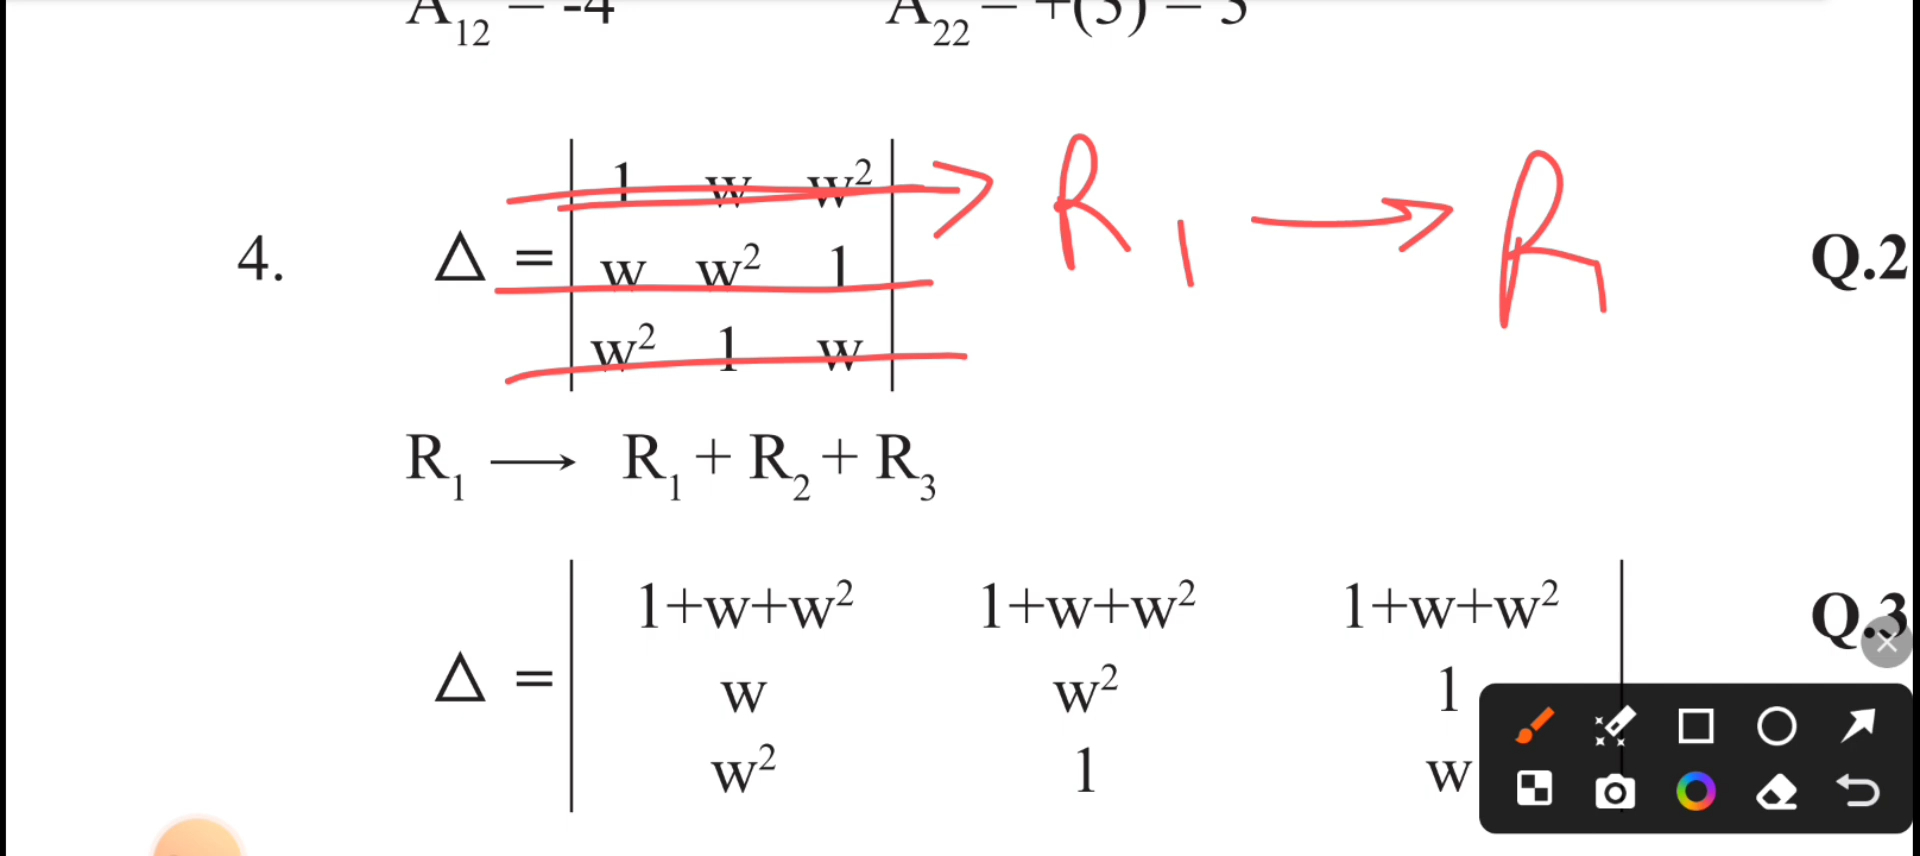 A₁₂ = -4 A₂₂ = +(3) = 3
4. Δ = | 1 w w² | R₁ → R
| w w² 1 | Q.2
| w² 1 w |
R₁ → R₁ + R₂ + R₃
Δ = | 1+w+w² 1+w+w² 1+w+w² | Q.3
| w w² 1
| w² 1 w